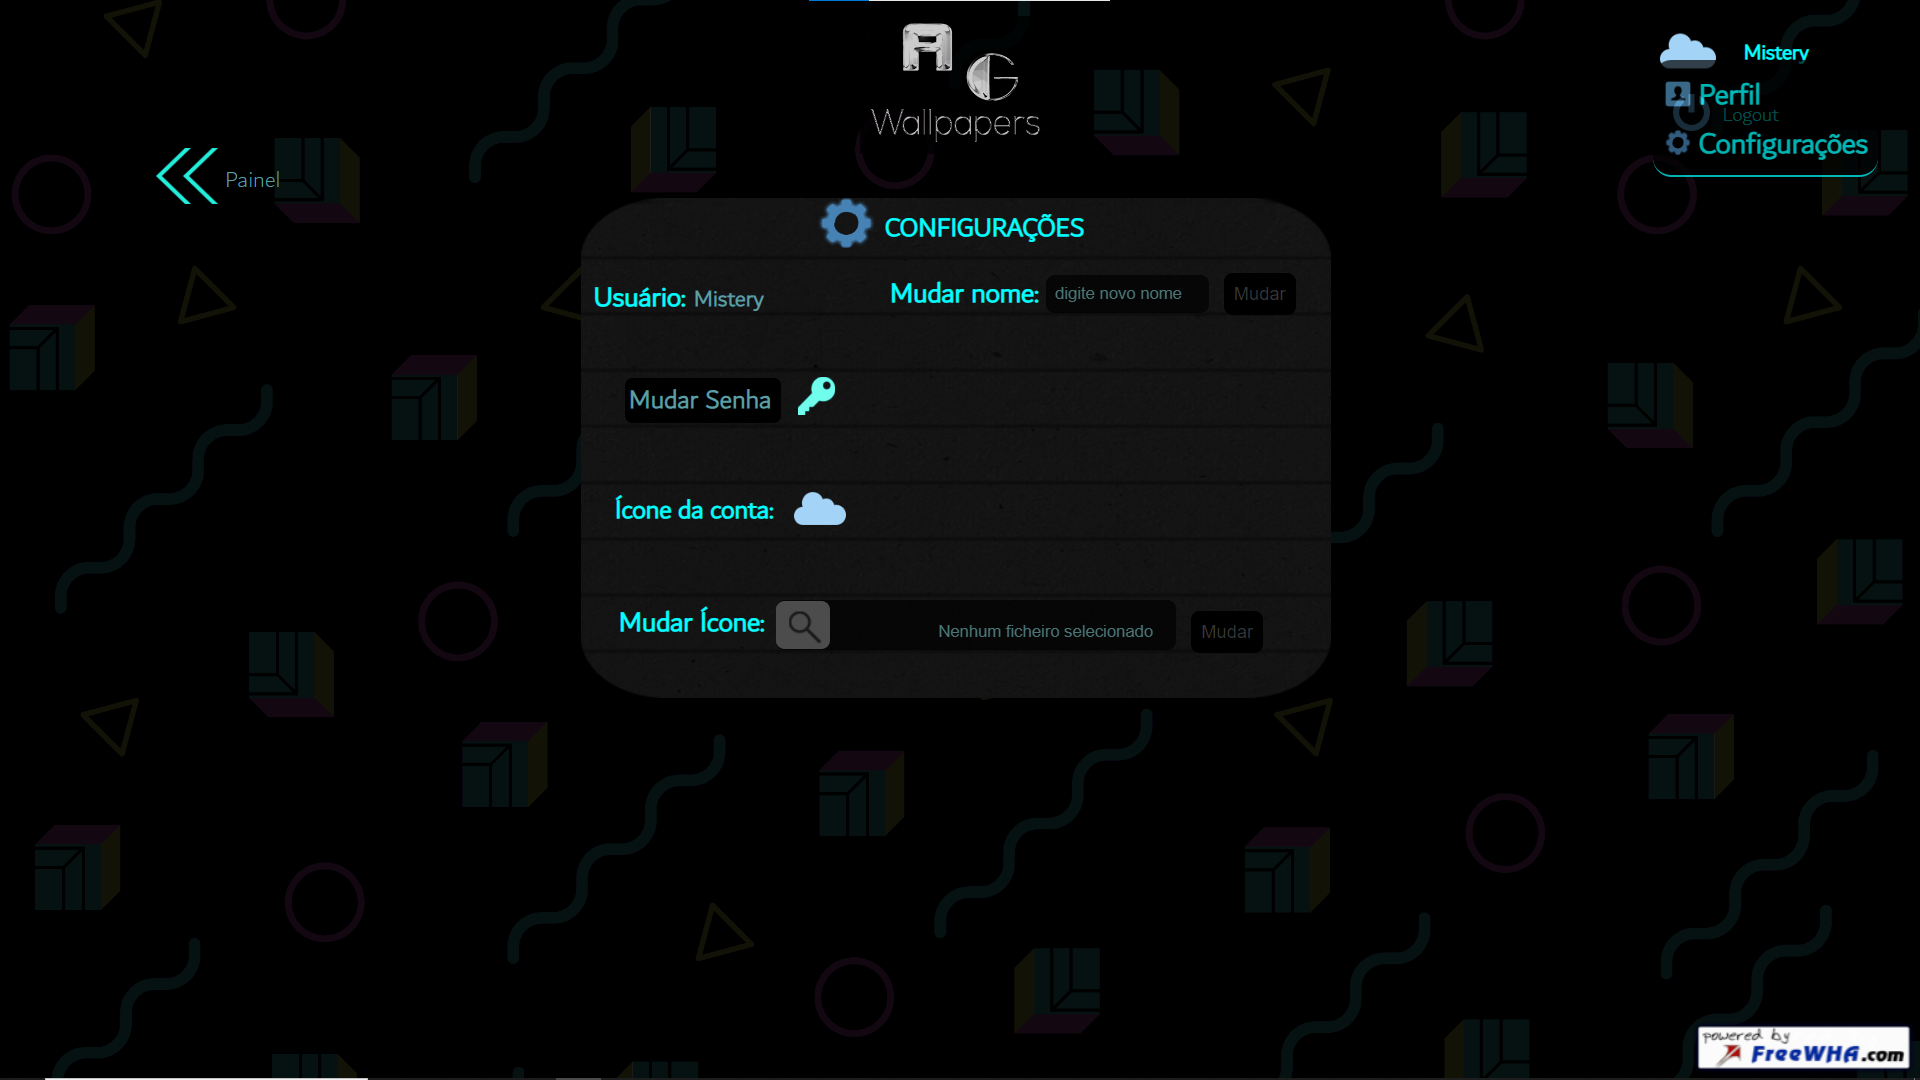 AG
Wallpapers
Mistery
Perfil
Logout
Configurações
Painel
CONFIGURAÇÕES
Usuário: Mistery
Mudar nome: digite novo nome Mudar
Mudar Senha
Ícone da conta:
Mudar Ícone: Nenhum ficheiro selecionado Mudar
powered by
FreeWHA.com